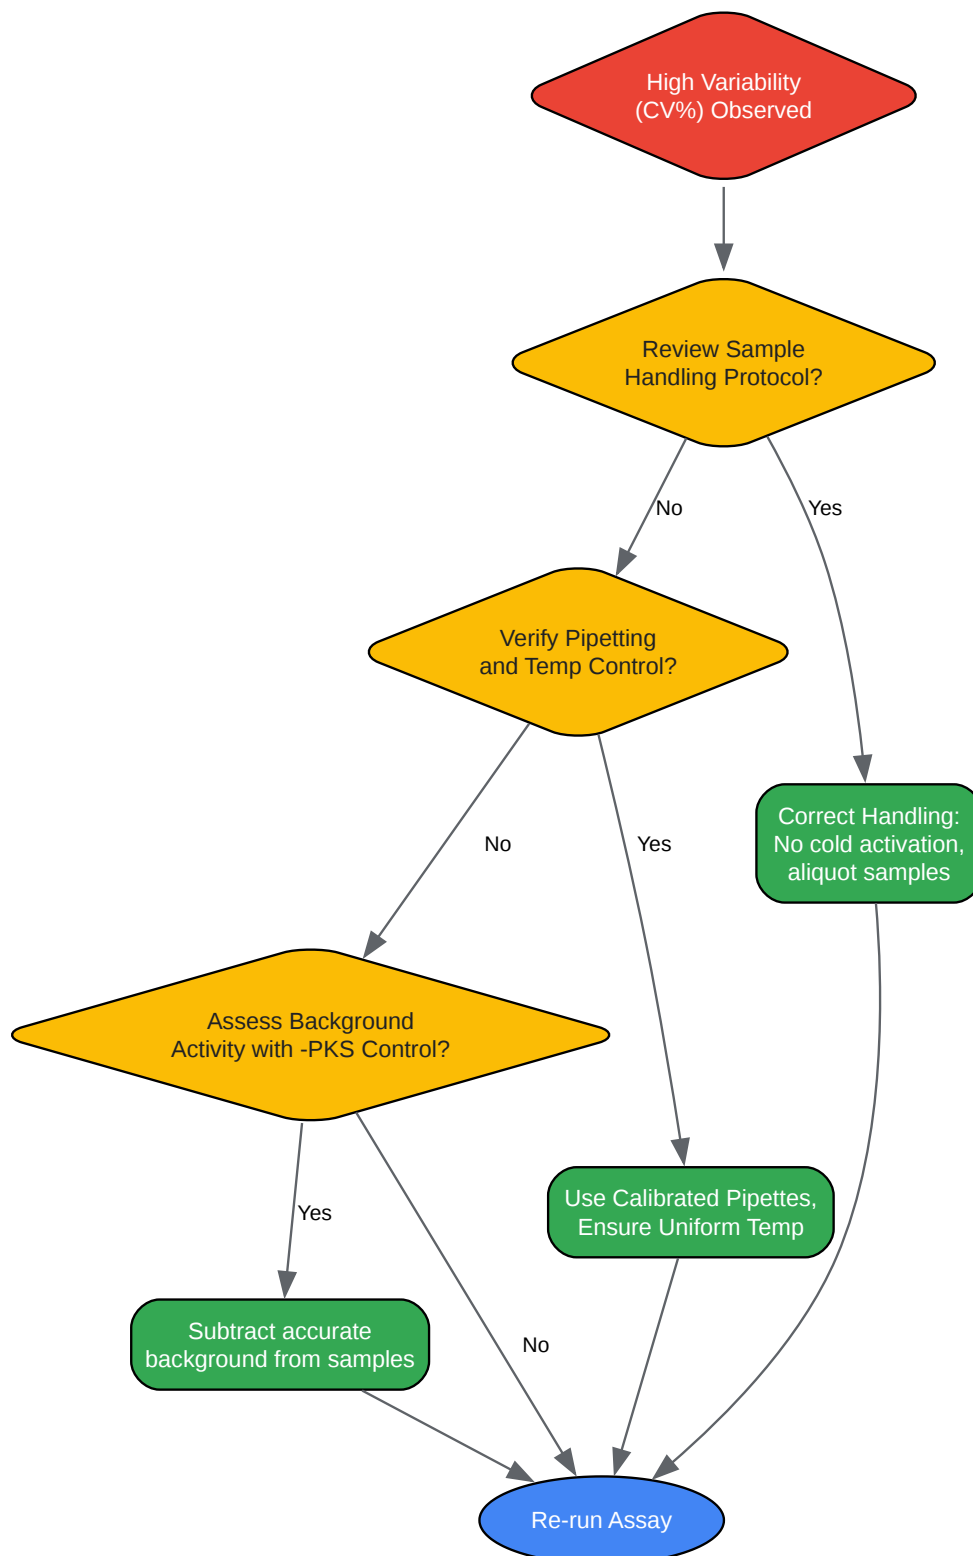 High Variability
(CV%) Observed
Review Sample
Handling Protocol?
No
Yes
Verify Pipetting
and Temp Control?
Correct Handling:
No cold activation,
aliquot samples
No
Yes
Assess Background
Activity with -PKS Control?
Use Calibrated Pipettes,
Ensure Uniform Temp
Yes
No
Subtract accurate
background from samples
Re-run Assay